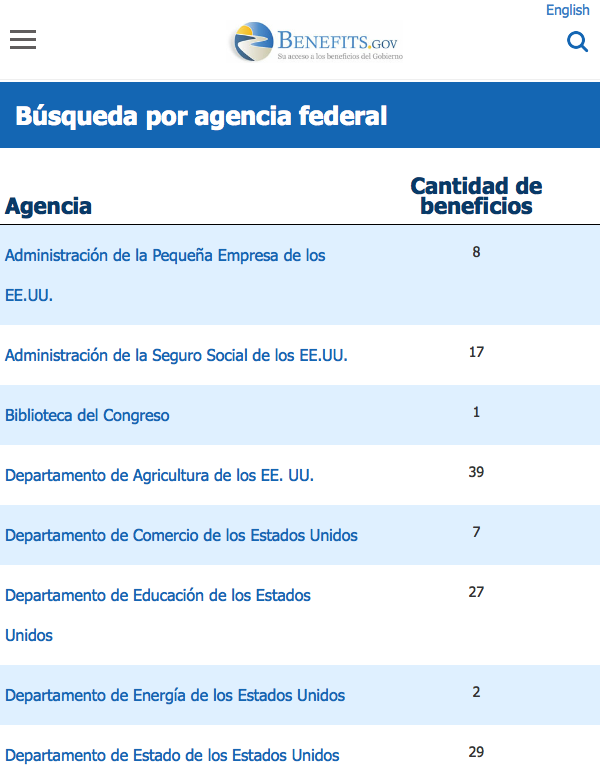 English
BENEFITS.GOV
Su acceso a los beneficios del Gobierno
Búsqueda por agencia federal
Agencia
Cantidad de
beneficios
Administración de la Pequeña Empresa de los
EE.UU.
8
Administración de la Seguro Social de los EE.UU.
17
Biblioteca del Congreso
1
Departamento de Agricultura de los EE. UU.
39
Departamento de Comercio de los Estados Unidos
7
Departamento de Educación de los Estados
Unidos
27
Departamento de Energía de los Estados Unidos
2
Departamento de Estado de los Estados Unidos
29